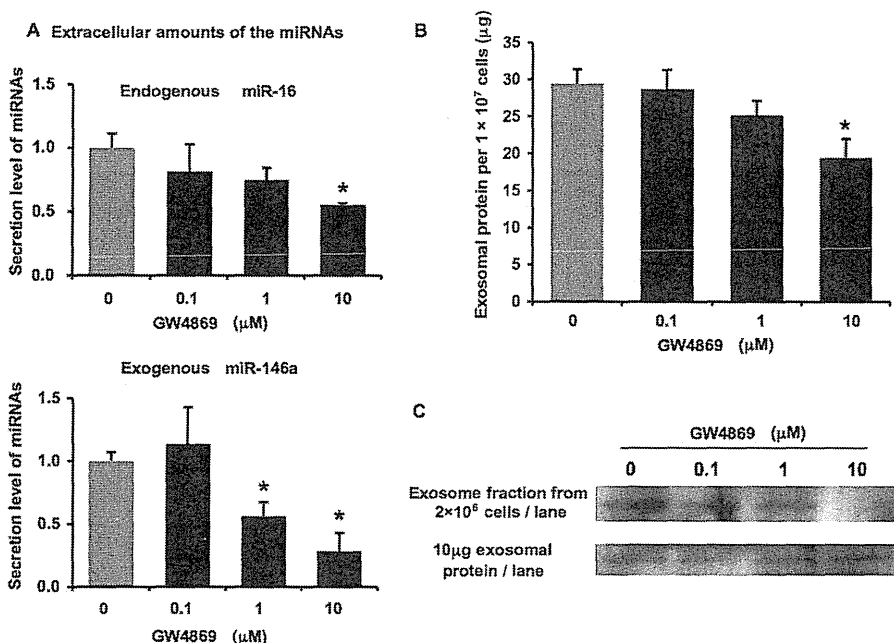 A Extracellular amounts of the miRNAs
Endogenous miR-16
Secretion level of miRNAs
1.5
1.0
0.5
0.0
*
0 0.1 1 10
GW4869 (μM)
Exogenous miR-146a
Secretion level of miRNAs
1.5
1.0
0.5
0.0
*
*
0 0.1 1 10
GW4869 (μM)
B
Exosomal protein per 1 × 10⁷ cells (μg)
35
30
25
20
15
10
5
0
*
0 0.1 1 10
GW4869 (μM)
C
GW4869 (μM)
0 0.1 1 10
Exosome fraction from
2×10⁶ cells / lane
10μg exosomal
protein / lane